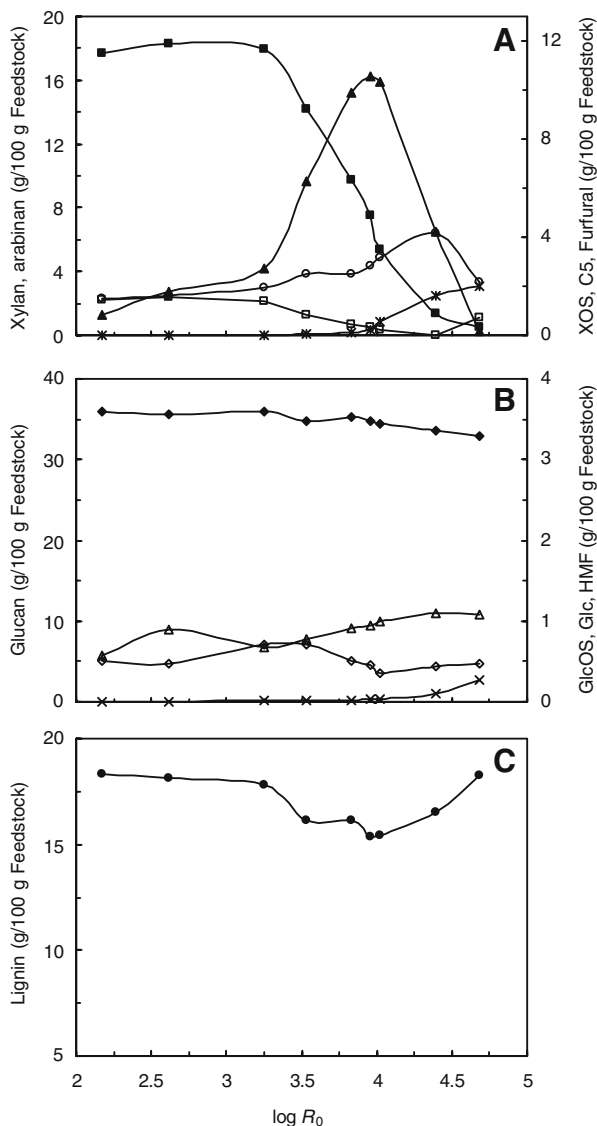 A
Xylan, arabinan (g/100 g Feedstock)
XOS, C5, Furfural (g/100 g Feedstock)
20
16
12
8
4
0
12
8
4
0
B
Glucan (g/100 g Feedstock)
GlcOS, Glc, HMF (g/100 g Feedstock)
40
30
20
10
0
4
3
2
1
0
C
Lignin (g/100 g Feedstock)
20
15
10
5
2 2.5 3 3.5 4 4.5 5
log R₀